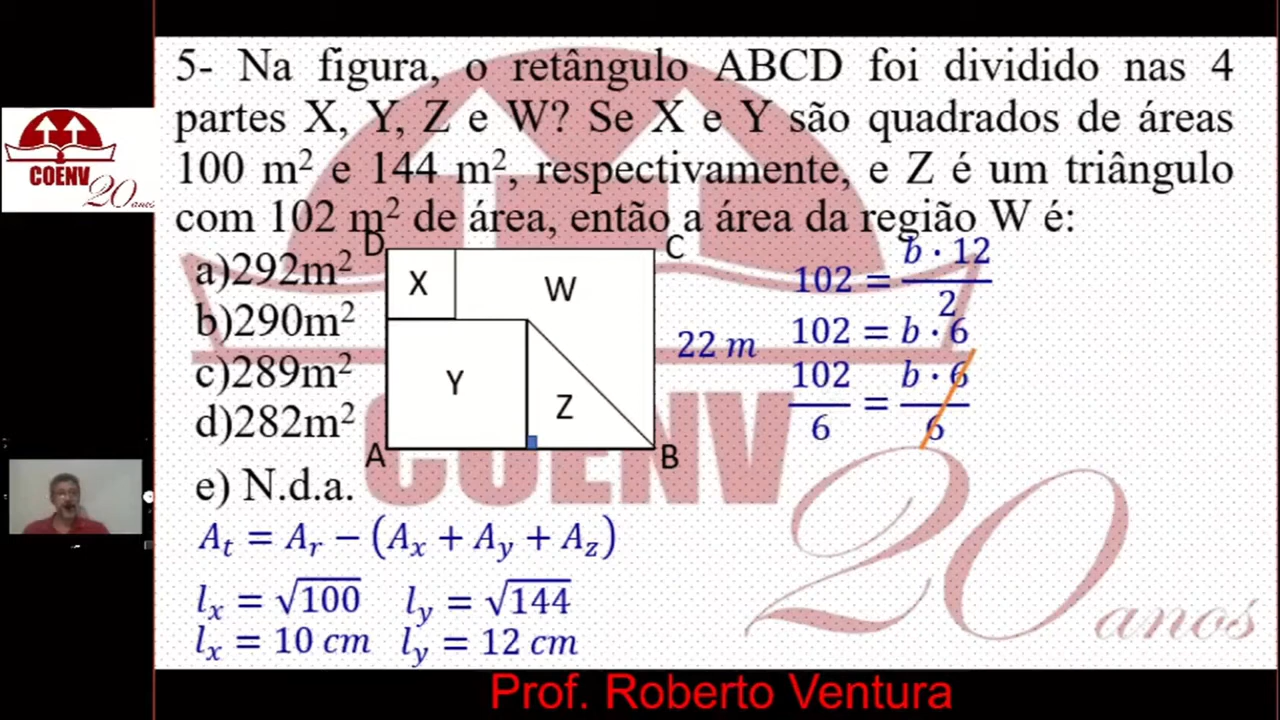 5- Na figura, o retângulo ABCD foi dividido nas 4
partes X, Y, Z e W? Se X e Y são quadrados de áreas
100 m² e 144 m², respectivamente, e Z é um triângulo
com 102 m² de área, então a área da região W é:
COENV
20 anos
a)292m²
b)290m²
c)289m²
d)282m²
e) N.d.a.
D
C
X
W
Y
Z
A
B
22 m
102 = b · 12 / 2
102 = b · 6
102 / 6 = b · 6 / 6
A_t = A_r − (A_x + A_y + A_z)
l_x = √100 l_y = √144
l_x = 10 cm l_y = 12 cm
COENV
20 anos
Prof. Roberto Ventura